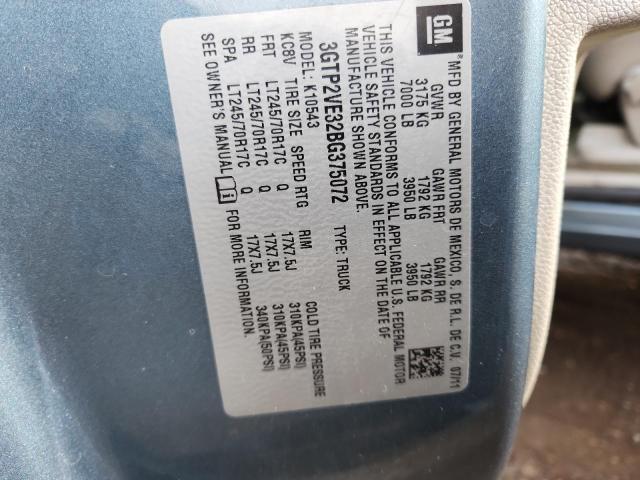 GM
MFD BY GENERAL MOTORS DE MEXICO, S. DE R.L. DE C.V. 07/11
GVWR GAWR FRT GAWR RR
3175 KG 1792 KG 1792 KG
7000 LB 3950 LB 3950 LB
THIS VEHICLE CONFORMS TO ALL APPLICABLE U.S. FEDERAL MOTOR
VEHICLE SAFETY STANDARDS IN EFFECT ON THE DATE OF
MANUFACTURE SHOWN ABOVE.
3GTP2VE32BG375072 TYPE: TRUCK
MODEL: K10543
KC8V TIRE SIZE SPEED RTG RIM COLD TIRE PRESSURE
FRT LT245/70R17C Q 17X7.5J 310KPA(45PSI)
RR LT245/70R17C Q 17X7.5J 310KPA(45PSI)
SPA LT245/70R17C Q 17X7.5J 340KPA(50PSI)
SEE OWNER'S MANUAL i FOR MORE INFORMATION.